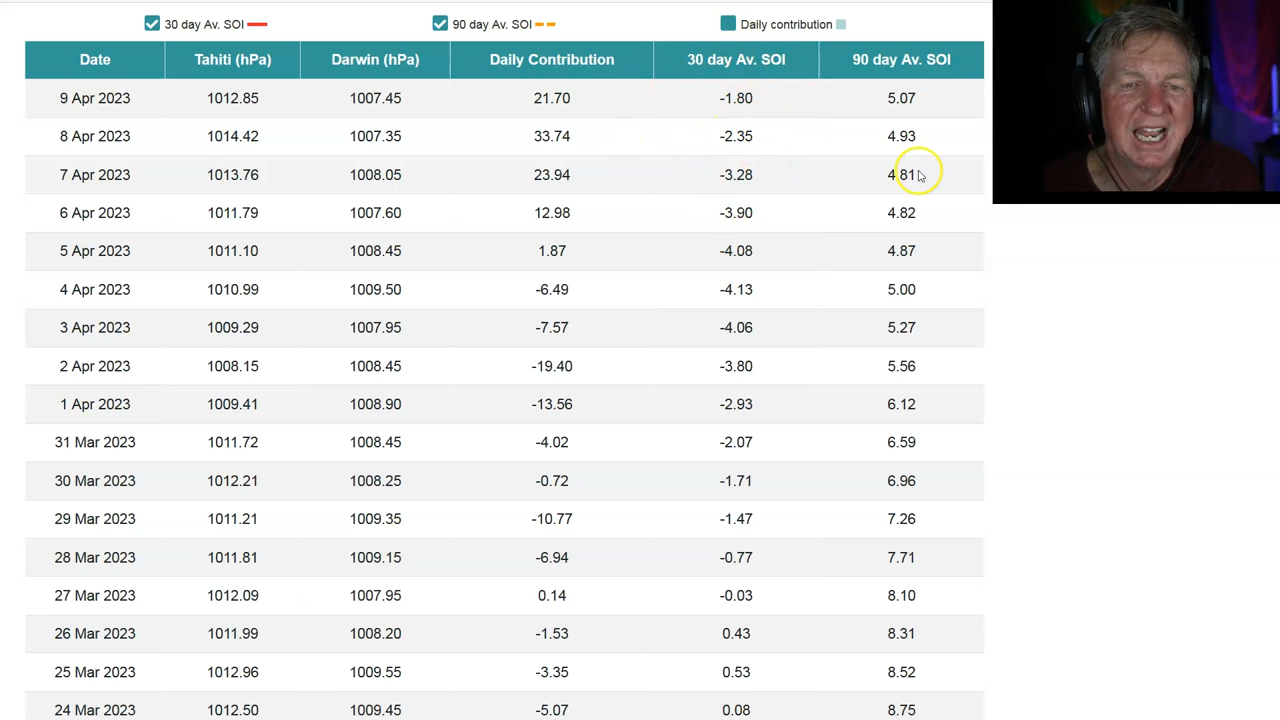 30 day Av. SOI 90 day Av. SOI Daily contribution
Date Tahiti (hPa) Darwin (hPa) Daily Contribution 30 day Av. SOI 90 day Av. SOI
9 Apr 2023 1012.85 1007.45 21.70 -1.80 5.07
8 Apr 2023 1014.42 1007.35 33.74 -2.35 4.93
7 Apr 2023 1013.76 1008.05 23.94 -3.28 4.81
6 Apr 2023 1011.79 1007.60 12.98 -3.90 4.82
5 Apr 2023 1011.10 1008.45 1.87 -4.08 4.87
4 Apr 2023 1010.99 1009.50 -6.49 -4.13 5.00
3 Apr 2023 1009.29 1007.95 -7.57 -4.06 5.27
2 Apr 2023 1008.15 1008.45 -19.40 -3.80 5.56
1 Apr 2023 1009.41 1008.90 -13.56 -2.93 6.12
31 Mar 2023 1011.72 1008.45 -4.02 -2.07 6.59
30 Mar 2023 1012.21 1008.25 -0.72 -1.71 6.96
29 Mar 2023 1011.21 1009.35 -10.77 -1.47 7.26
28 Mar 2023 1011.81 1009.15 -6.94 -0.77 7.71
27 Mar 2023 1012.09 1007.95 0.14 -0.03 8.10
26 Mar 2023 1011.99 1008.20 -1.53 0.43 8.31
25 Mar 2023 1012.96 1009.55 -3.35 0.53 8.52
24 Mar 2023 1012.50 1009.45 -5.07 0.08 8.75